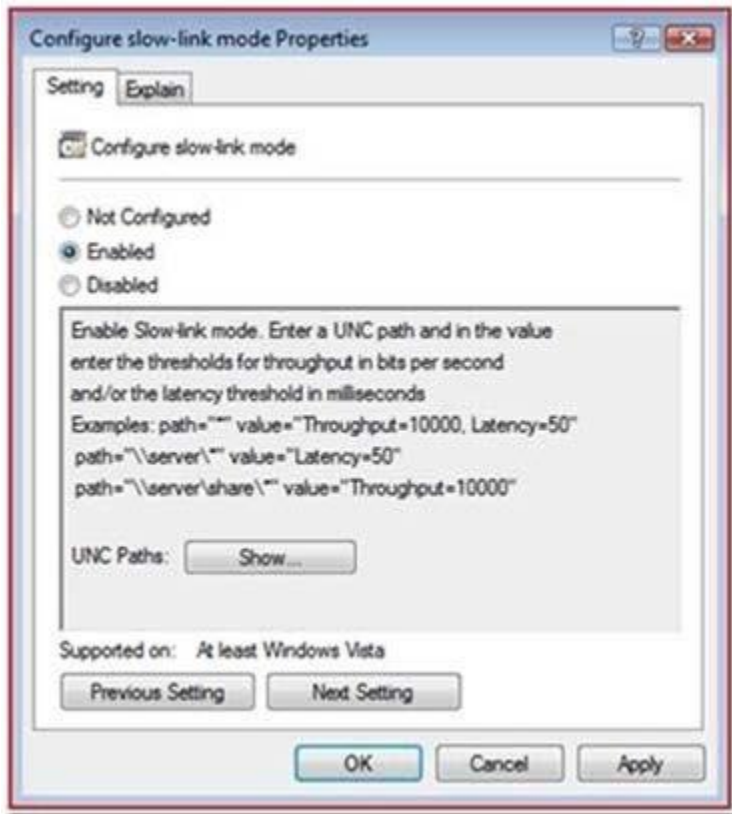 Configure slow-link mode Properties
Setting Explain
Configure slow-link mode
Not Configured
Enabled
Disabled
Enable Slow-link mode. Enter a UNC path and in the value
enter the thresholds for throughput in bits per second
and/or the latency threshold in milliseconds
Examples: path="*" value="Throughput=10000, Latency=50"
path="\\server\*" value="Latency=50"
path="\\server\share\*" value="Throughput=10000"
UNC Paths: Show...
Supported on: At least Windows Vista
Previous Setting Next Setting
OK Cancel Apply